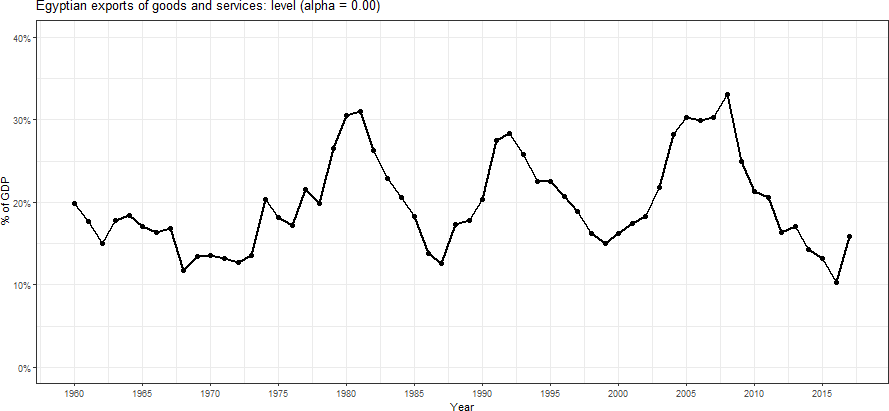 Egyptian exports of goods and services: level (alpha = 0.00)
40%
30%
20%
10%
0%
% of GDP
1960 1965 1970 1975 1980 1985 1990 1995 2000 2005 2010 2015
Year